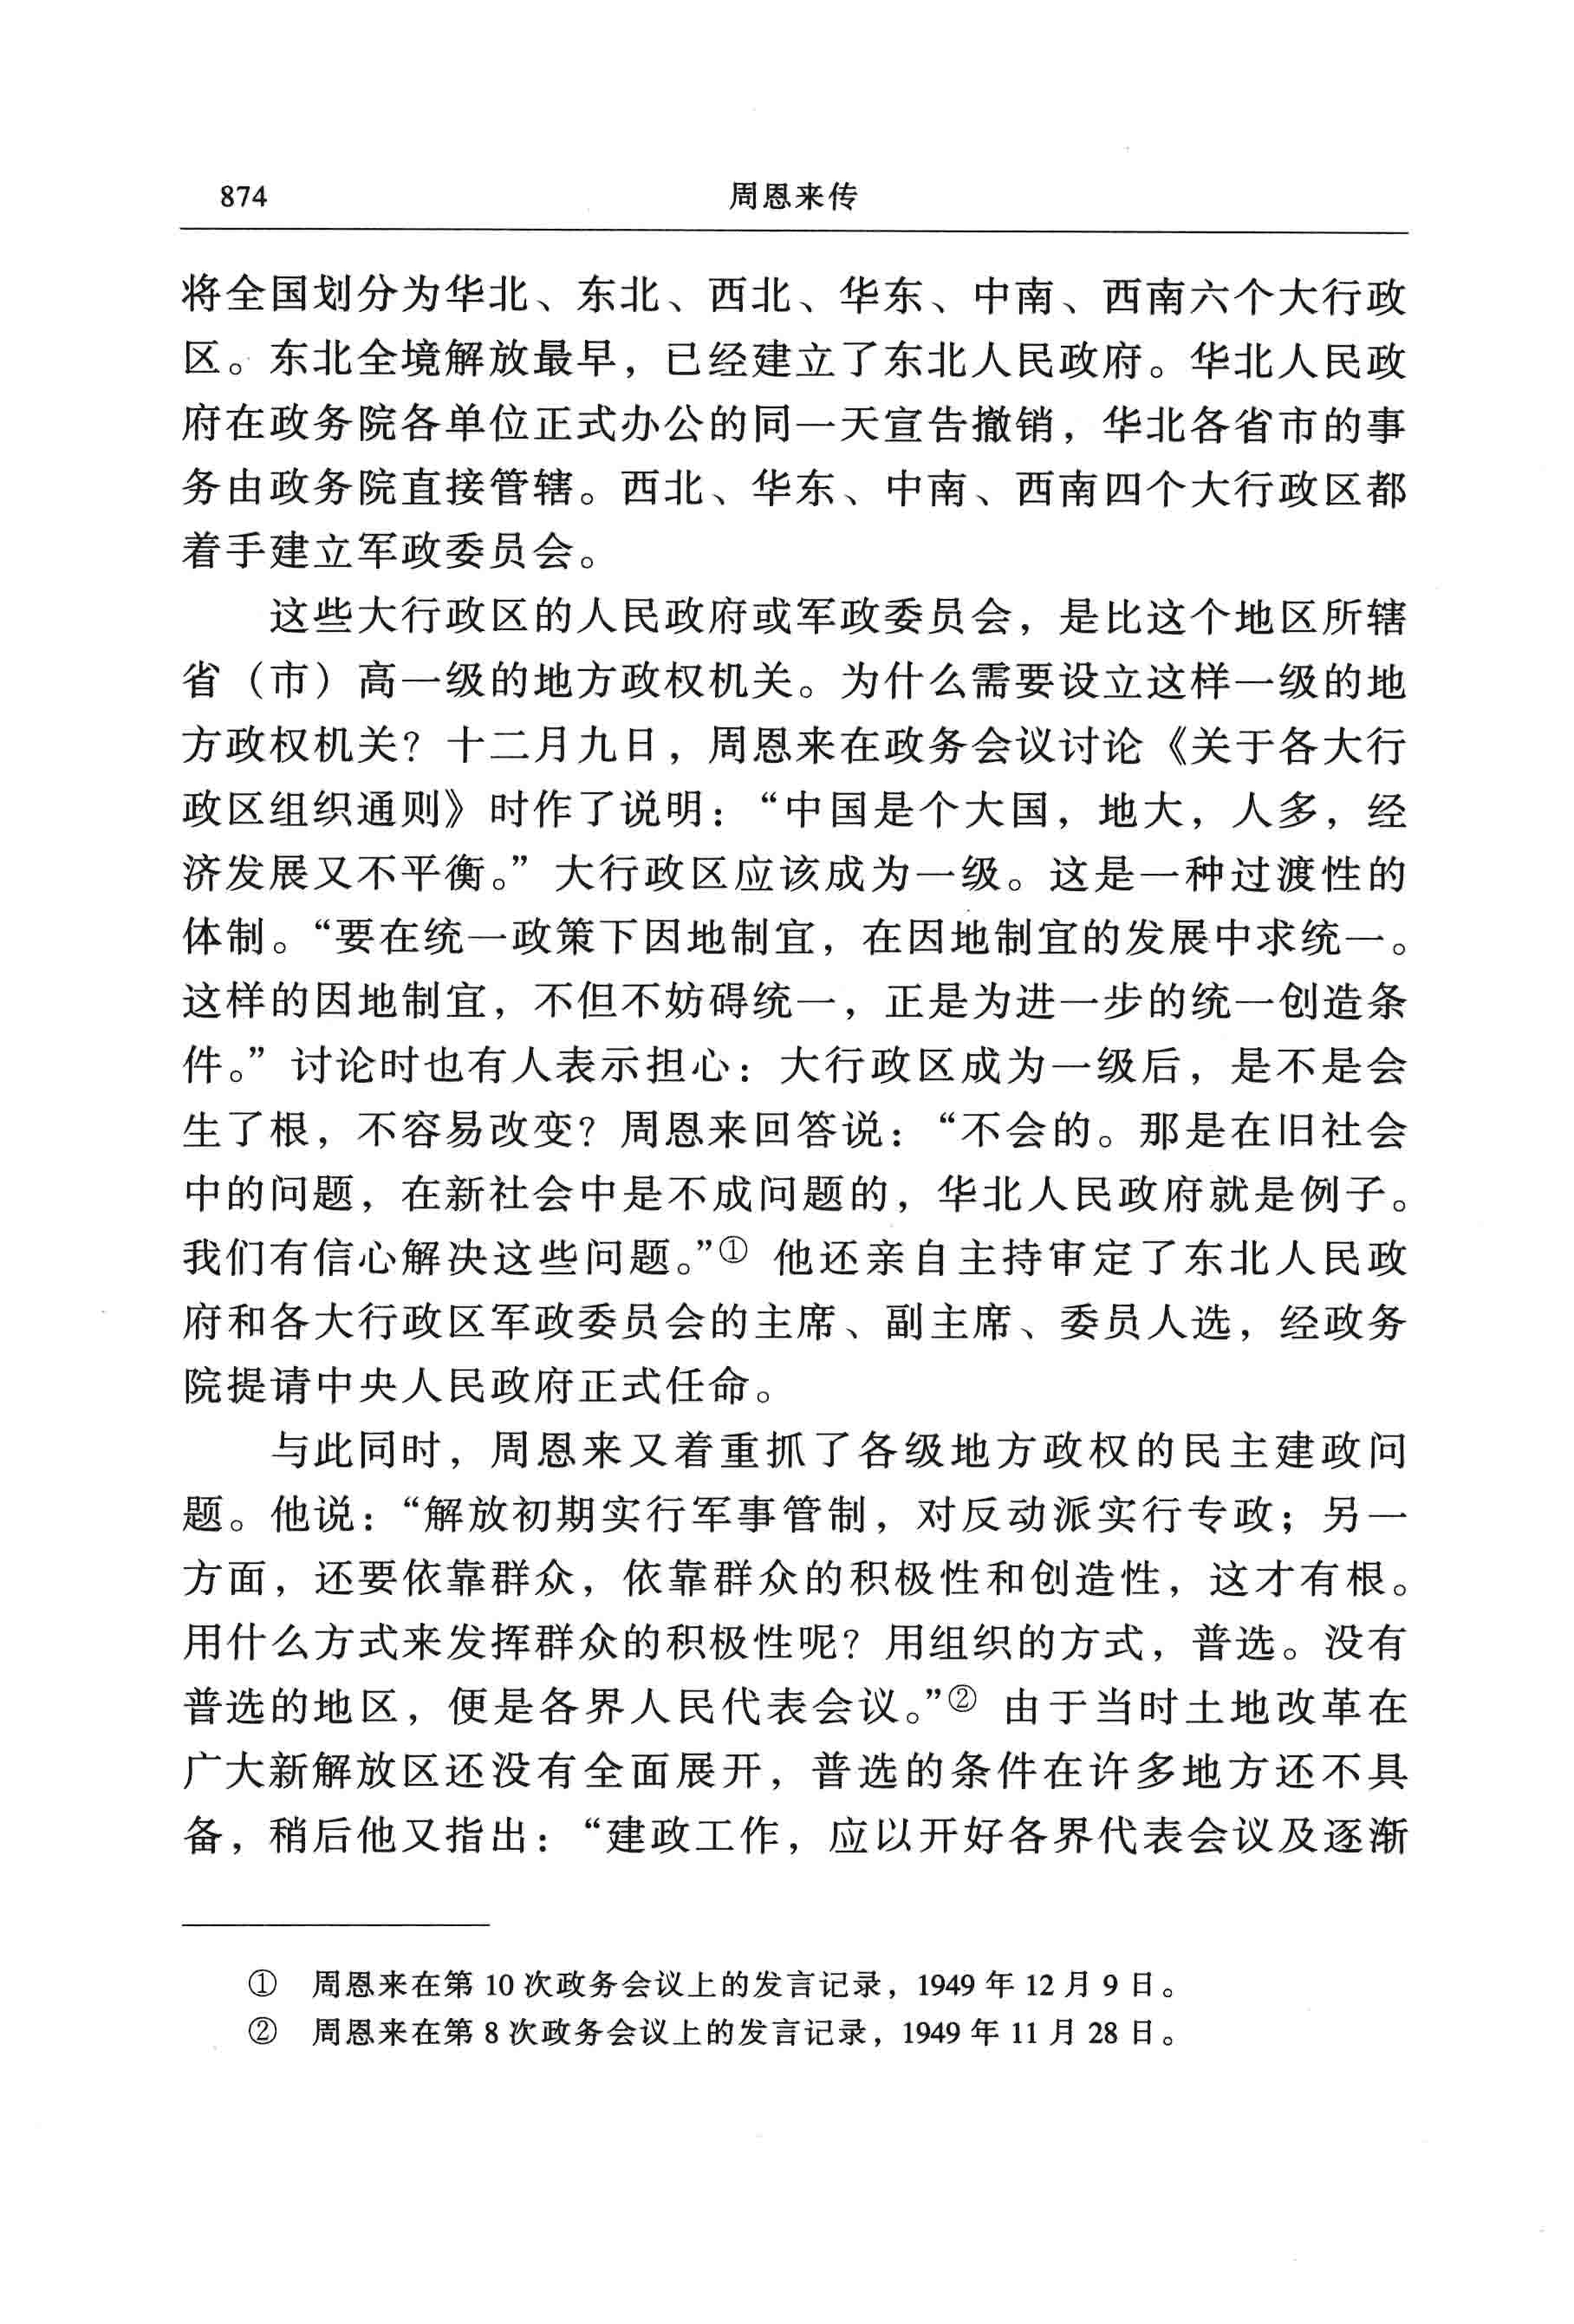 874 周恩来传
将全国划分为华北、东北、西北、华东、中南、西南六个大行政
区。东北全境解放最早，已经建立了东北人民政府。华北人民政
府在政务院各单位正式办公的同一天宣告撤销，华北各省市的事
务由政务院直接管辖。西北、华东、中南、西南四个大行政区都
着手建立军政委员会。
这些大行政区的人民政府或军政委员会，是比这个地区所辖
省（市）高一级的地方政权机关。为什么需要设立这样一级的地
方政权机关？十二月九日，周恩来在政务会议讨论《关于各大行
政区组织通则》时作了说明：“中国是个大国，地大，人多，经
济发展又不平衡。”大行政区应该成为一级。这是一种过渡性的
体制。“要在统一政策下因地制宜，在因地制宜的发展中求统一。
这样的因地制宜，不但不妨碍统一，正是为进一步的统一创造条
件。”讨论时也有人表示担心：大行政区成为一级后，是不是会
生了根，不容易改变？周恩来回答说：“不会的。那是在旧社会
中的问题，在新社会中是不成问题的，华北人民政府就是例子。
我们有信心解决这些问题。”① 他还亲自主持审定了东北人民政
府和各大行政区军政委员会的主席、副主席、委员人选，经政务
院提请中央人民政府正式任命。
与此同时，周恩来又着重抓了各级地方政权的民主建政问
题。他说：“解放初期实行军事管制，对反动派实行专政；另一
方面，还要依靠群众，依靠群众的积极性和创造性，这才有根。
用什么方式来发挥群众的积极性呢？用组织的方式，普选。没有
普选的地区，便是各界人民代表会议。”② 由于当时土地改革在
广大新解放区还没有全面展开，普选的条件在许多地方还不具
备，稍后他又指出：“建政工作，应以开好各界代表会议及逐渐
① 周恩来在第 10 次政务会议上的发言记录，1949 年 12 月 9 日。
② 周恩来在第 8 次政务会议上的发言记录，1949 年 11 月 28 日。